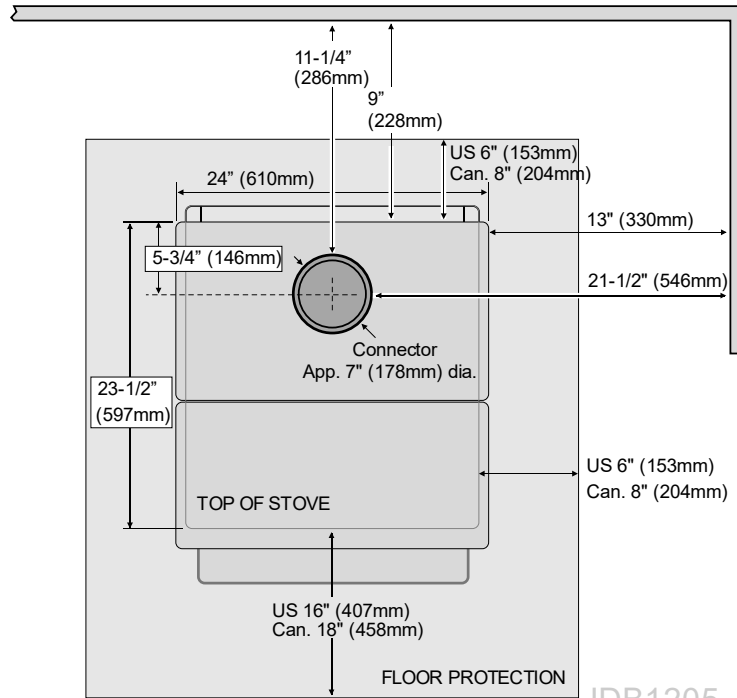 11-1/4”
(286mm)
9”
(228mm)
US 6" (153mm)
Can. 8" (204mm)
24” (610mm)
13" (330mm)
5-3/4” (146mm)
21-1/2" (546mm)
Connector
App. 7" (178mm) dia.
23-1/2”
(597mm)
US 6" (153mm)
Can. 8" (204mm)
TOP OF STOVE
US 16" (407mm)
Can. 18" (458mm)
FLOOR PROTECTION